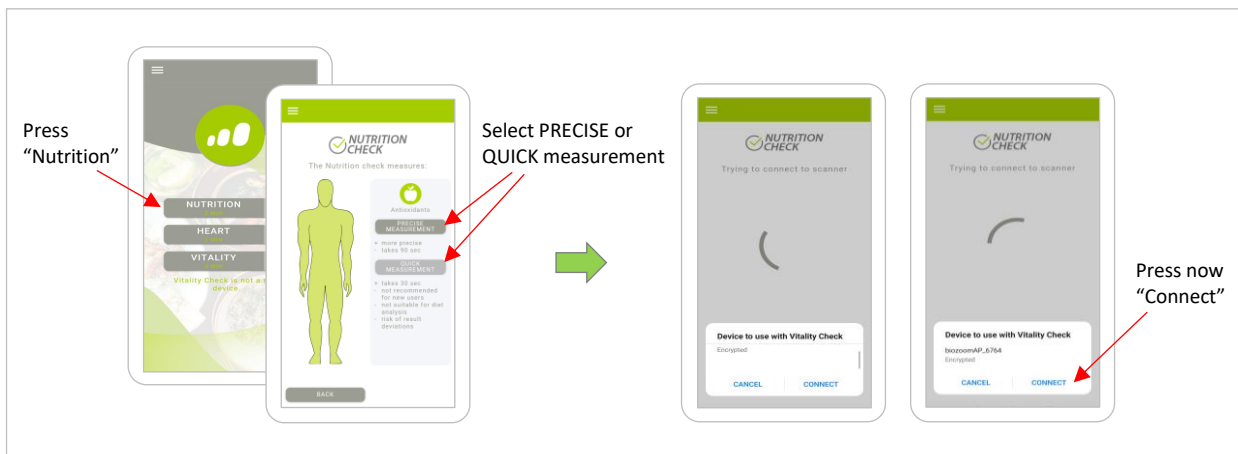 Press
“Nutrition”
NUTRITION
HEART
VITALITY
Vitality Check is not a
device.
NUTRITION
CHECK
The Nutrition check measures:
Antioxidants
PRECISE
MEASUREMENT
+ more precise
- takes 90 sec
QUICK
MEASUREMENT
+ takes 30 sec
- not recommended
for new users
- not suitable for diet
analysis
- risk of result
deviations
BACK
Select PRECISE or
QUICK measurement
NUTRITION
CHECK
Trying to connect to scanner
Device to use with Vitality Check
Encrypted
CANCEL CONNECT
NUTRITION
CHECK
Trying to connect to scanner
Device to use with Vitality Check
biozoomAP_6764
Encrypted
CANCEL CONNECT
Press now
“Connect”